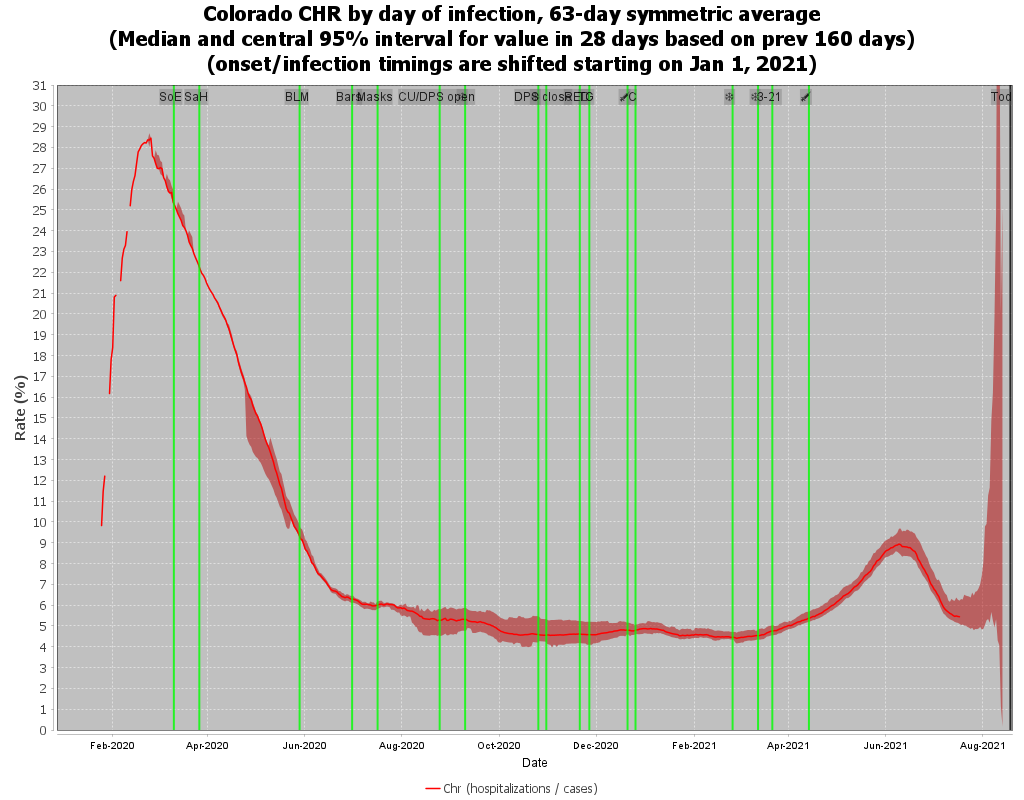 Colorado CHR by day of infection, 63-day symmetric average
(Median and central 95% interval for value in 28 days based on prev 160 days)
(onset/infection timings are shifted starting on Jan 1, 2021)
31
30
29
28
27
26
25
24
23
22
21
20
19
18
17
16
15
14
13
12
11
10
9
8
7
6
5
4
3
2
1
0
Rate (%)
SoE
SaH
BLM
Bars
Masks
CU/DPS open
DPS close
RED
TG
C
3-21
Tod
Feb-2020
Apr-2020
Jun-2020
Aug-2020
Oct-2020
Dec-2020
Feb-2021
Apr-2021
Jun-2021
Aug-2021
Date
Chr (hospitalizations / cases)